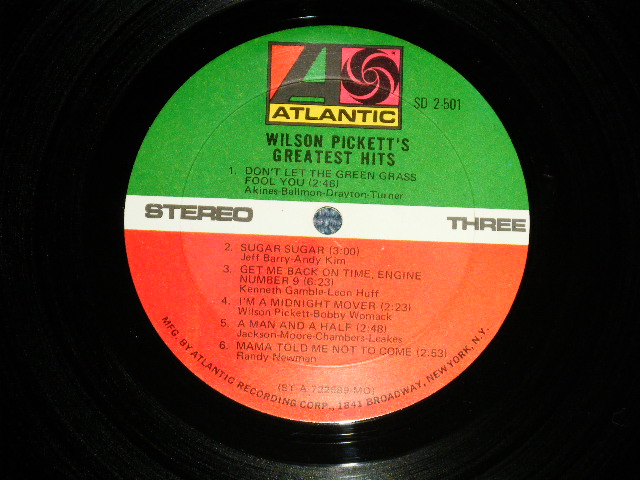 ATLANTIC
SD 2-501
WILSON PICKETT'S
GREATEST HITS
1. DON'T LET THE GREEN GRASS
FOOL YOU (2:46)
Akines-Bellmon-Drayton-Turner
STEREO
THREE
2. SUGAR SUGAR (3:00)
Jeff Barry-Andy Kim
3. GET ME BACK ON TIME, ENGINE
NUMBER 9 (6:23)
Kenneth Gamble-Leon Huff
4. I'M A MIDNIGHT MOVER (2:23)
Wilson Pickett-Bobby Womack
5. A MAN AND A HALF (2:48)
Jackson-Moore-Chambers-Leakes
6. MAMA TOLD ME NOT TO COME (2:53)
Randy Newman
(ST-A-722689-MO)
MFG. BY ATLANTIC RECORDING CORP., 1841 BROADWAY, NEW YORK, N.Y.